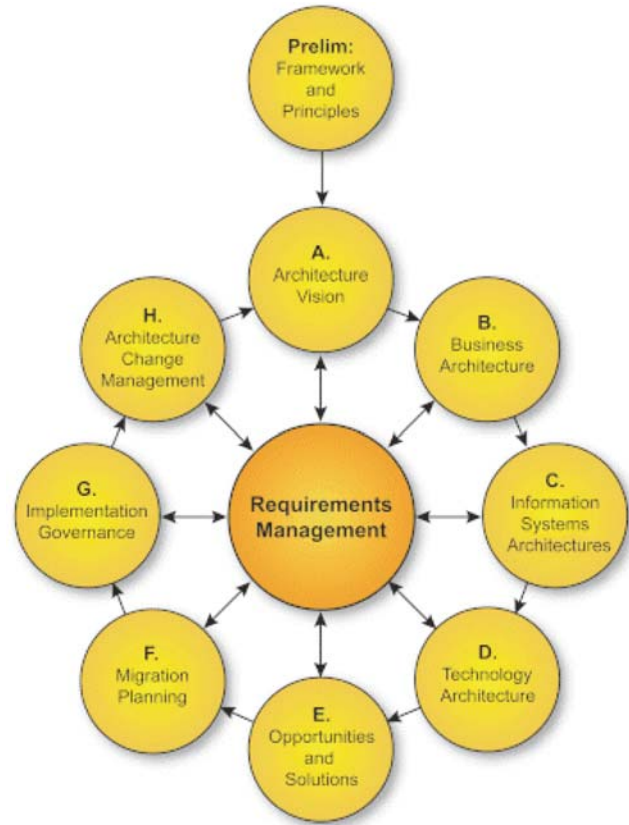 Prelim:
Framework
and
Principles
A.
Architecture
Vision
B.
Business
Architecture
C.
Information
Systems
Architectures
D.
Technology
Architecture
E.
Opportunities
and
Solutions
F.
Migration
Planning
G.
Implementation
Governance
H.
Architecture
Change
Management
Requirements
Management